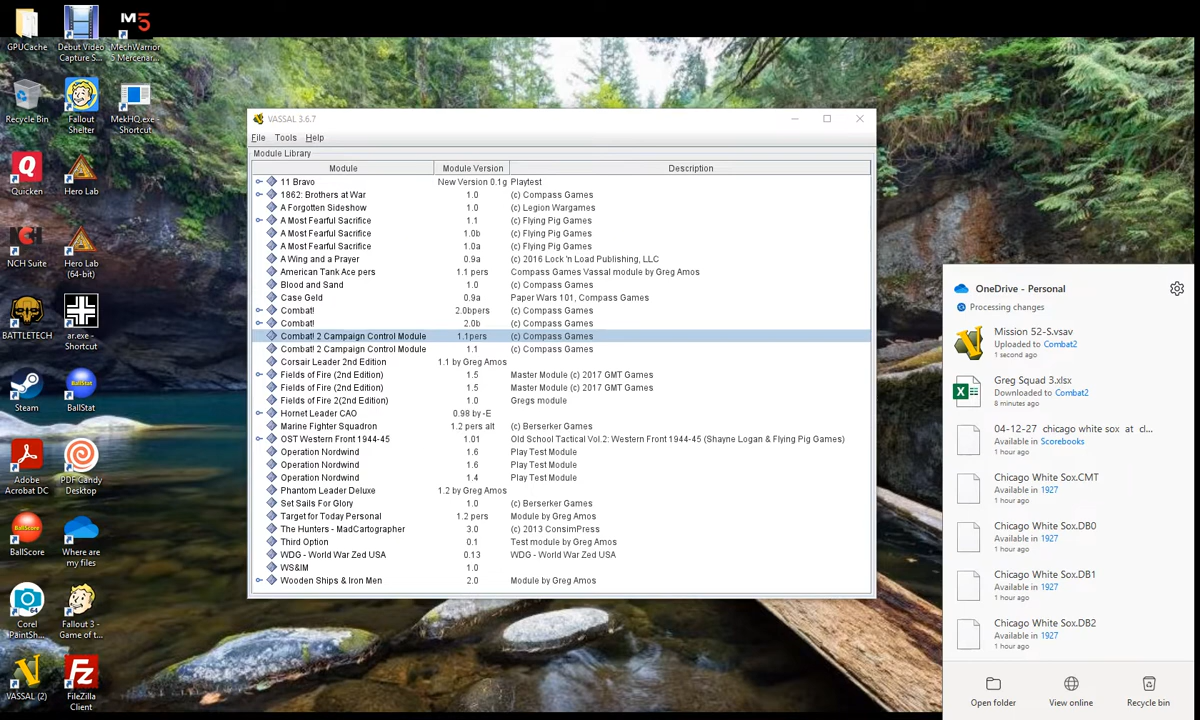 GPUCache
Debut Video
Capture S...
M5
MechWarrior
5 Mercenar...
Recycle Bin
Fallout
Shelter
MekHQ.exe -
Shortcut
Quicken
Hero Lab
NCH Suite
Hero Lab
(64-bit)
BATTLETECH
ar.exe -
Shortcut
Steam
BallStat
Adobe
Acrobat DC
PDF Candy
Desktop
BallScore
Where are
my files
Corel
PaintSh...
Fallout 3 -
Game of t...
VASSAL (2)
FileZilla
Client
VASSAL 3.6.7
File Tools Help
Module Library
Module Module Version Description
11 Bravo New Version 0.1g Playtest
1862: Brothers at War 1.0 (c) Compass Games
A Forgotten Sideshow 1.0 (c) Legion Wargames
A Most Fearful Sacrifice 1.1 (c) Flying Pig Games
A Most Fearful Sacrifice 1.0b (c) Flying Pig Games
A Most Fearful Sacrifice 1.0a (c) Flying Pig Games
A Wing and a Prayer 0.9a (c) 2016 Lock 'n Load Publishing, LLC
American Tank Ace pers 1.1 pers Compass Games Vassal module by Greg Amos
Blood and Sand 1.0 (c) Compass Games
Case Geld 0.9a Paper Wars 101, Compass Games
Combat! 2.0bpers (c) Compass Games
Combat! 2.0b (c) Compass Games
Combat! 2 Campaign Control Module 1.1pers (c) Compass Games
Combat! 2 Campaign Control Module 1.1 (c) Compass Games
Corsair Leader 2nd Edition 1.1 by Greg Amos
Fields of Fire (2nd Edition) 1.5 Master Module (c) 2017 GMT Games
Fields of Fire (2nd Edition) 1.5 Master Module (c) 2017 GMT Games
Fields of Fire 2(2nd Edition) 1.0 Gregs module
Hornet Leader CAO 0.98 by -E
Marine Fighter Squadron 1.2 pers alt (c) Berserker Games
OST Western Front 1944-45 1.01 Old School Tactical Vol.2: Western Front 1944-45 (Shayne Logan & Flying Pig Games)
Operation Nordwind 1.6 Play Test Module
Operation Nordwind 1.6 Play Test Module
Operation Nordwind 1.4 Play Test Module
Phantom Leader Deluxe 1.2 by Greg Amos
Set Sails For Glory 1.0 (c) Berserker Games
Target for Today Personal 1.2 pers Module by Greg Amos
The Hunters - MadCartographer 3.0 (c) 2013 ConsimPress
Third Option 0.1 Test module by Greg Amos
WDG - World War Zed USA 0.13 WDG - World War Zed USA
WS&IM 1.0
Wooden Ships & Iron Men 2.0 Module by Greg Amos
OneDrive - Personal
Processing changes
Mission 52-S.vsav
Uploaded to Combat2
1 second ago
Greg Squad 3.xlsx
Downloaded to Combat2
8 minutes ago
04-12-27 chicago white sox at cl...
Available in Scorebooks
1 hour ago
Chicago White Sox.CMT
Available in 1927
1 hour ago
Chicago White Sox.DB0
Available in 1927
1 hour ago
Chicago White Sox.DB1
Available in 1927
1 hour ago
Chicago White Sox.DB2
Available in 1927
1 hour ago
Open folder View online Recycle bin